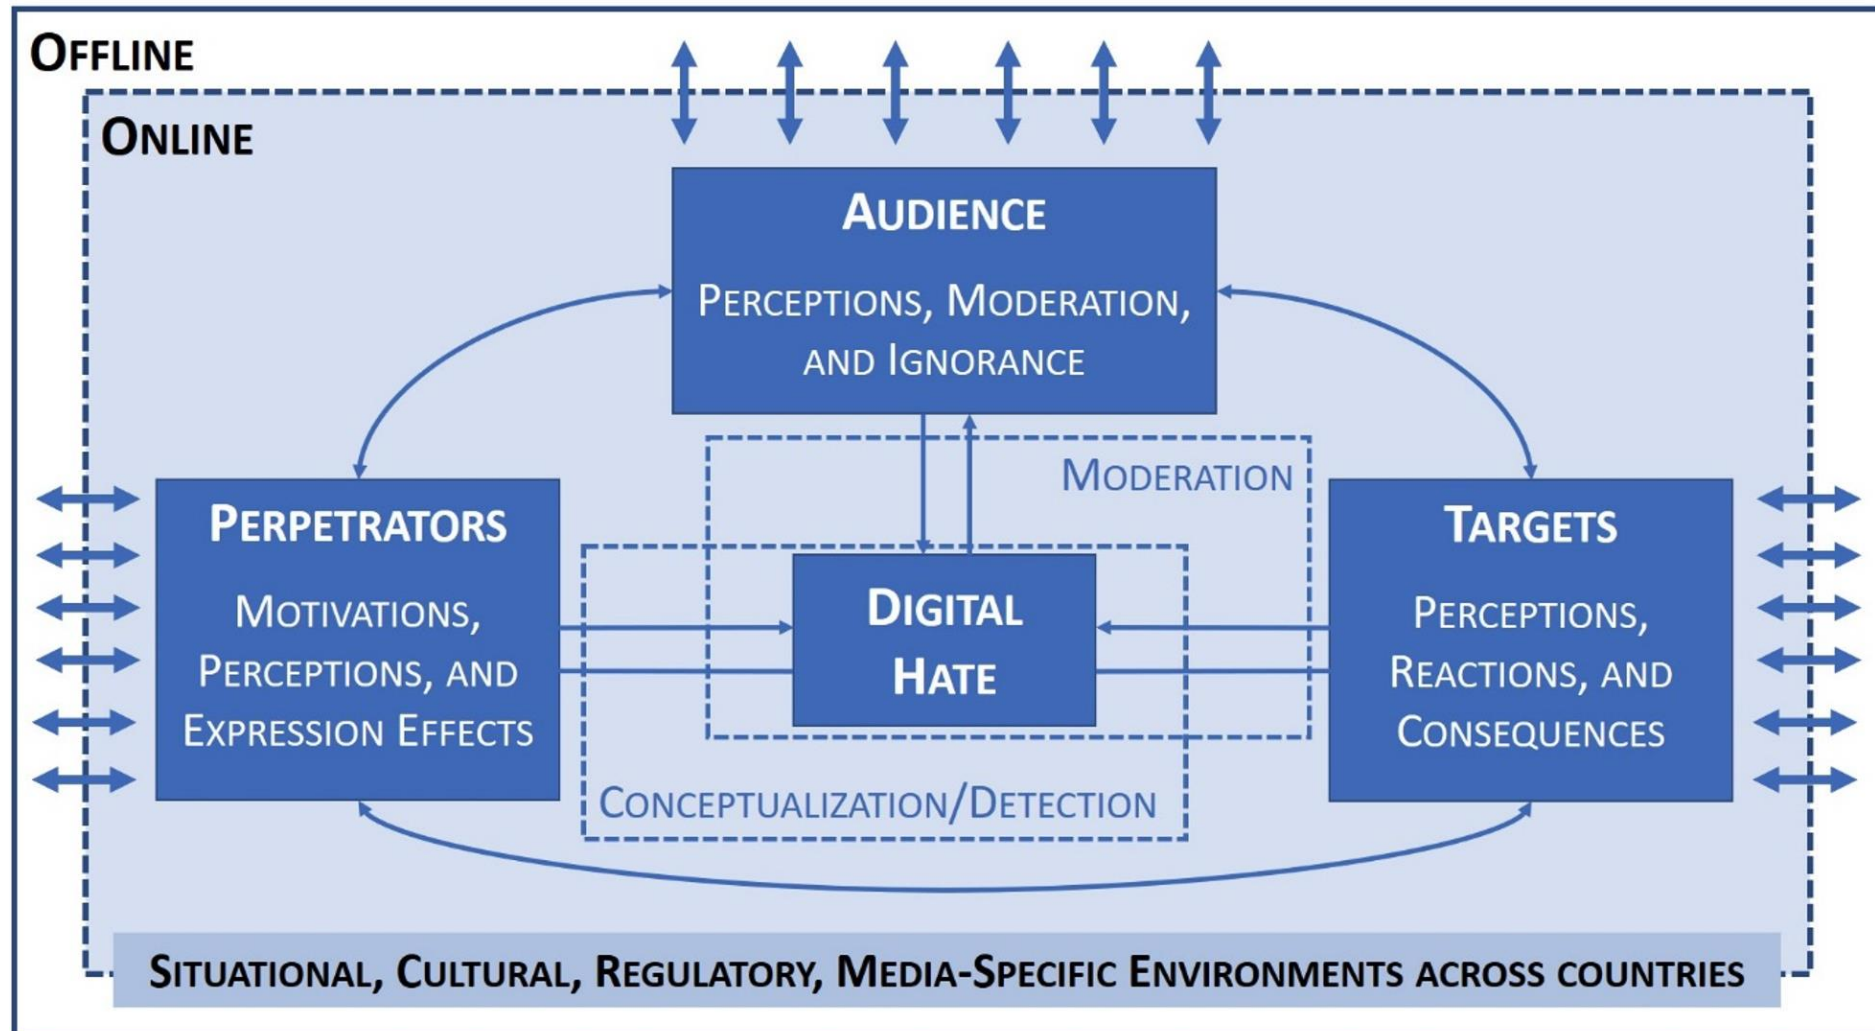 OFFLINE
ONLINE
AUDIENCE
PERCEPTIONS, MODERATION,
AND IGNORANCE
MODERATION
PERPETRATORS
MOTIVATIONS,
PERCEPTIONS, AND
EXPRESSION EFFECTS
DIGITAL
HATE
TARGETS
PERCEPTIONS,
REACTIONS, AND
CONSEQUENCES
CONCEPTUALIZATION/DETECTION
SITUATIONAL, CULTURAL, REGULATORY, MEDIA-SPECIFIC ENVIRONMENTS ACROSS COUNTRIES